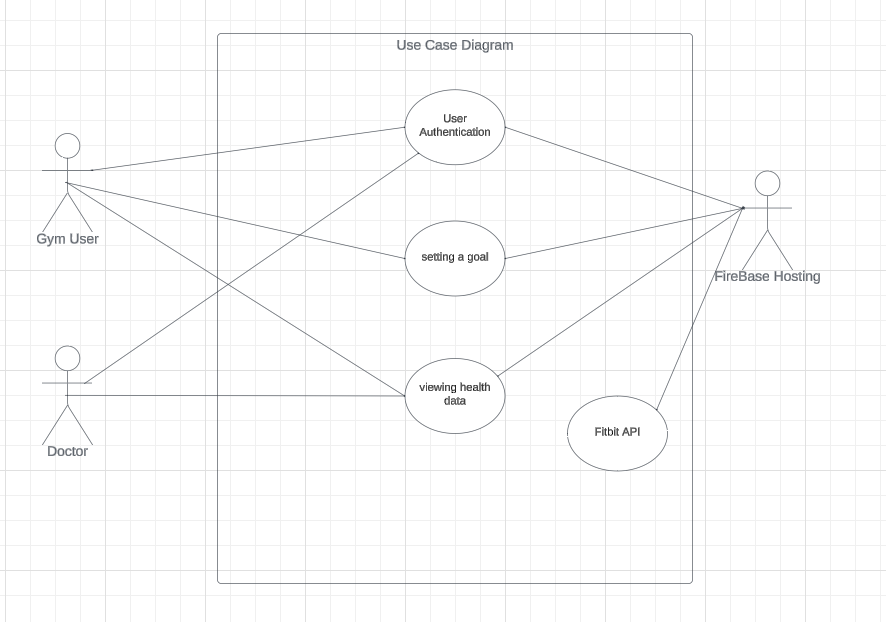 Use Case Diagram
User
Authentication
Gym User
setting a goal
FireBase Hosting
viewing health
data
Fitbit API
Doctor